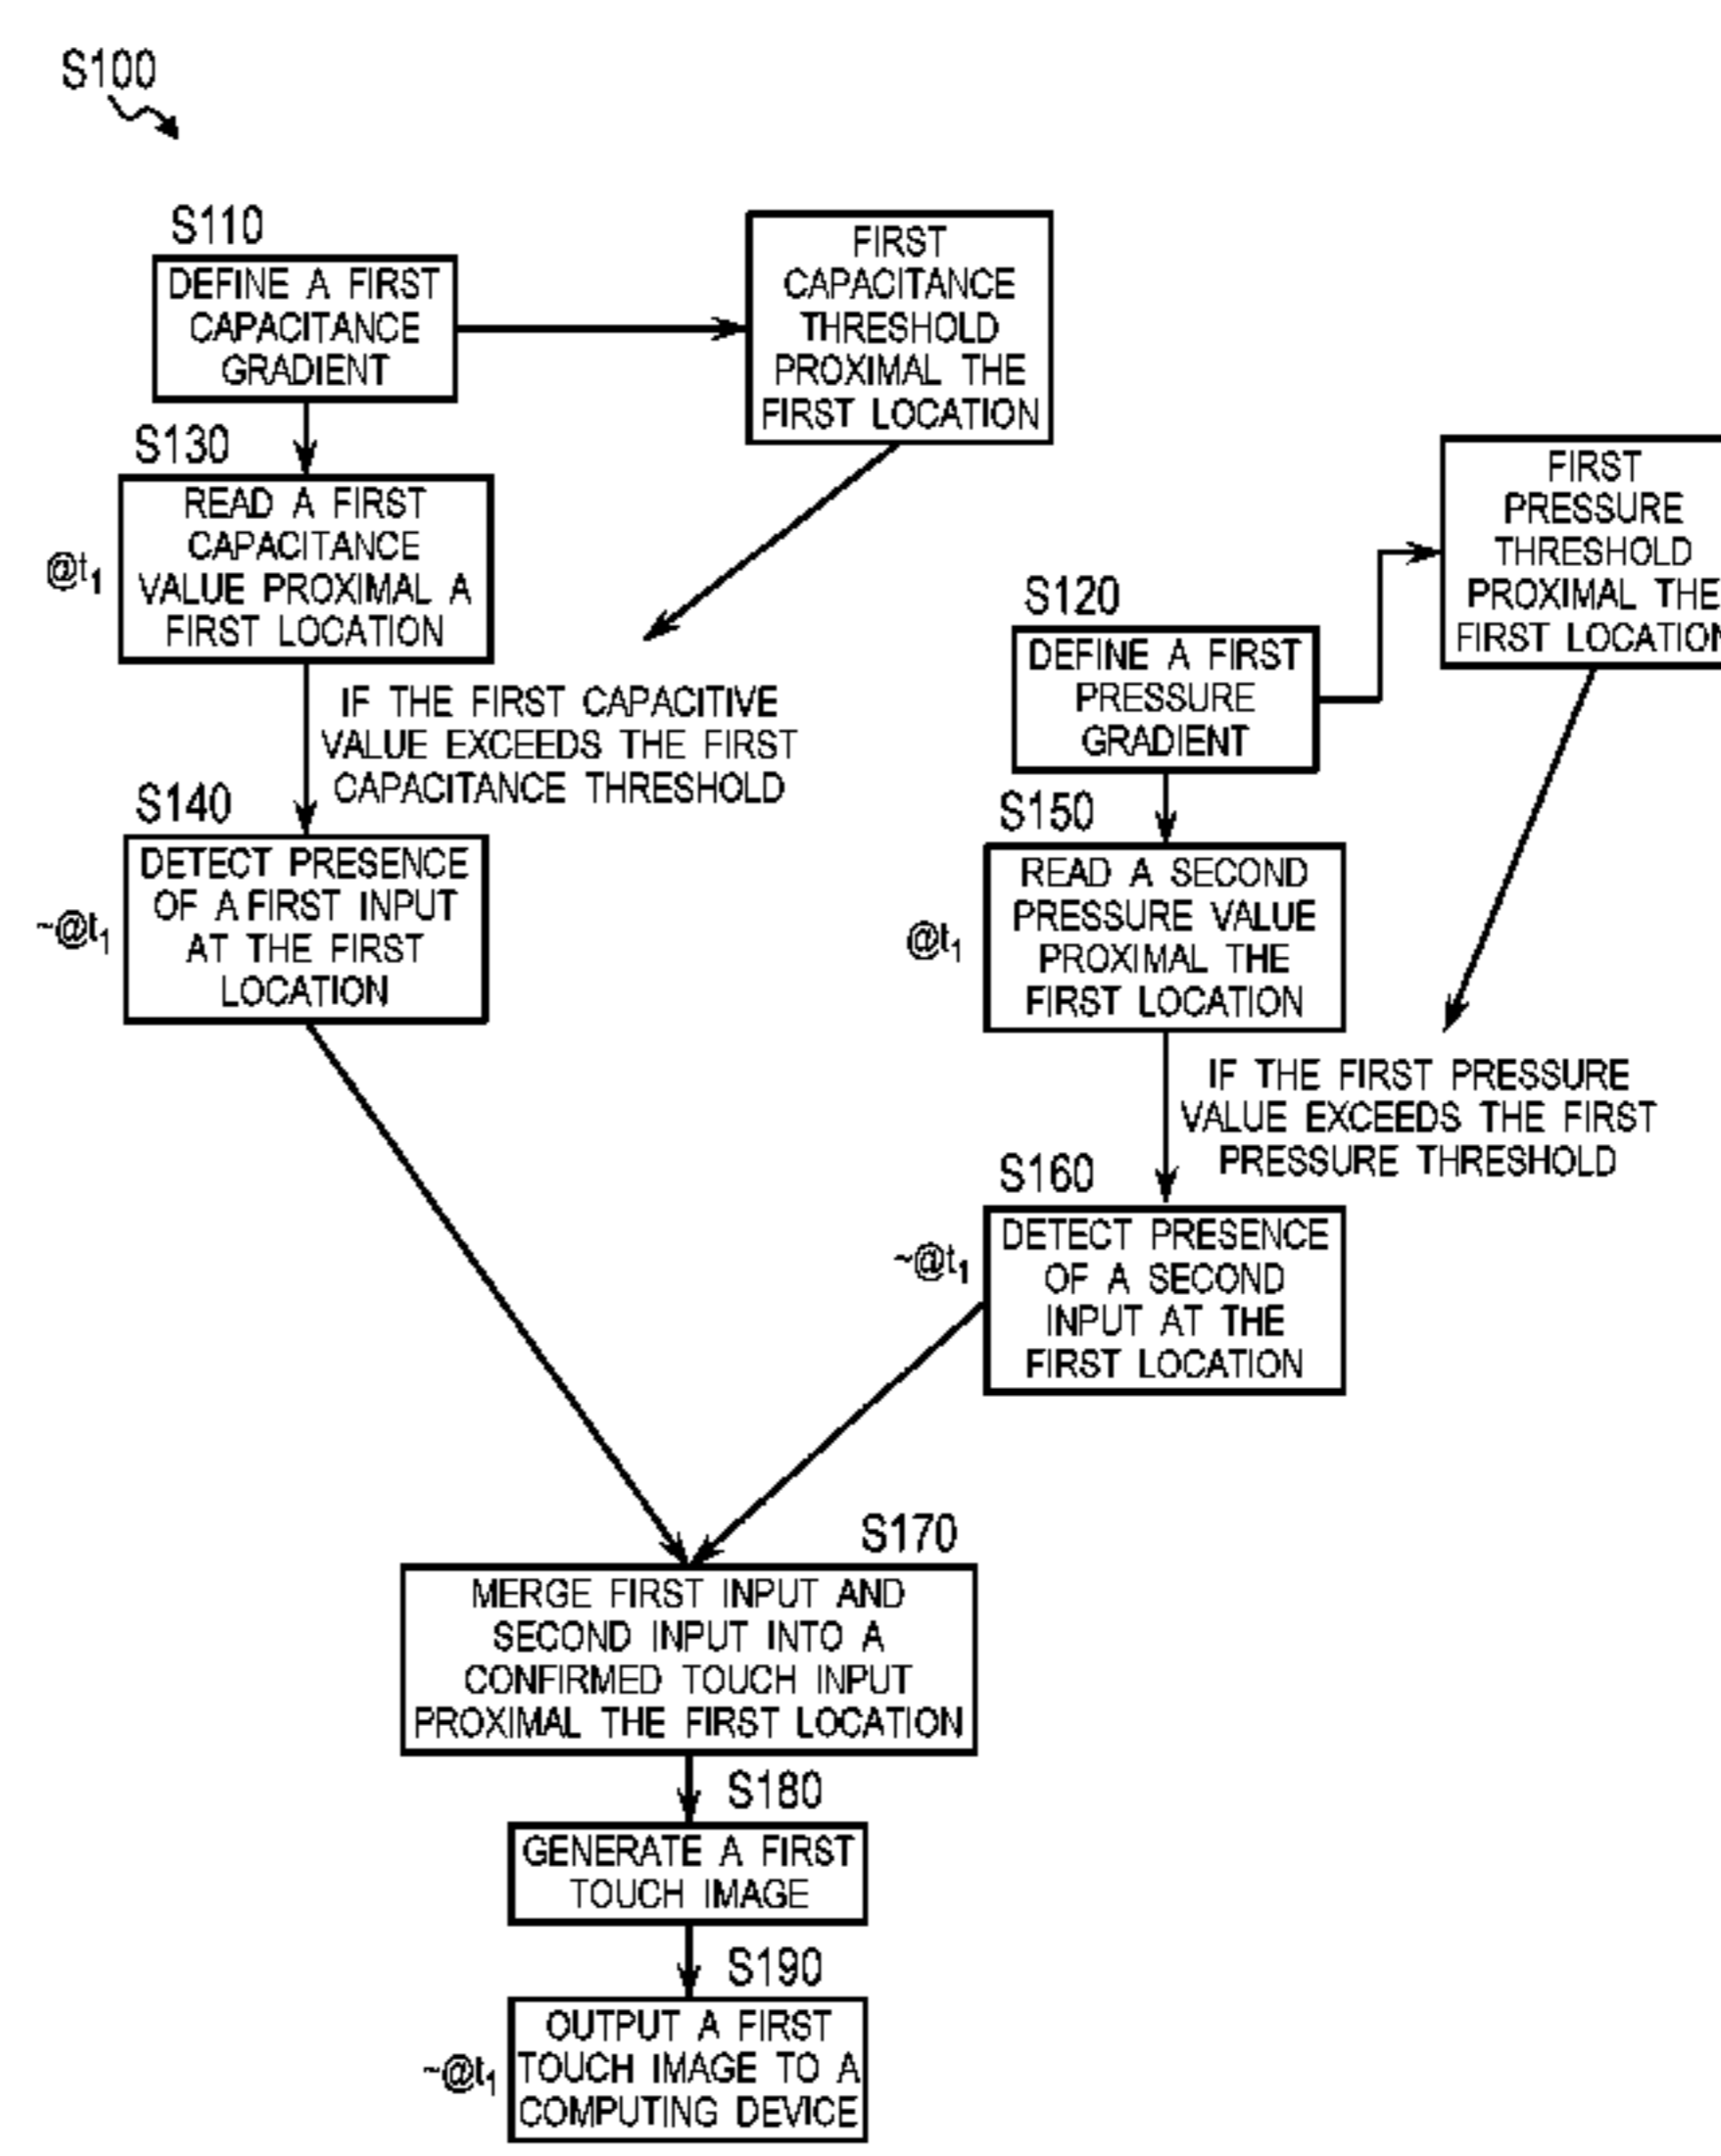 S100
S110
DEFINE A FIRST
CAPACITANCE
GRADIENT
FIRST
CAPACITANCE
THRESHOLD
PROXIMAL THE
FIRST LOCATION
S130
@t1
READ A FIRST
CAPACITANCE
VALUE PROXIMAL A
FIRST LOCATION
IF THE FIRST CAPACITIVE
VALUE EXCEEDS THE FIRST
CAPACITANCE THRESHOLD
S140
~@t1
DETECT PRESENCE
OF A FIRST INPUT
AT THE FIRST
LOCATION
FIRST
PRESSURE
THRESHOLD
PROXIMAL THE
FIRST LOCATION
S120
DEFINE A FIRST
PRESSURE
GRADIENT
S150
@t1
READ A SECOND
PRESSURE VALUE
PROXIMAL THE
FIRST LOCATION
IF THE FIRST PRESSURE
VALUE EXCEEDS THE FIRST
PRESSURE THRESHOLD
S160
~@t1
DETECT PRESENCE
OF A SECOND
INPUT AT THE
FIRST LOCATION
S170
MERGE FIRST INPUT AND
SECOND INPUT INTO A
CONFIRMED TOUCH INPUT
PROXIMAL THE FIRST LOCATION
S180
GENERATE A FIRST
TOUCH IMAGE
S190
~@t1
OUTPUT A FIRST
TOUCH IMAGE TO A
COMPUTING DEVICE